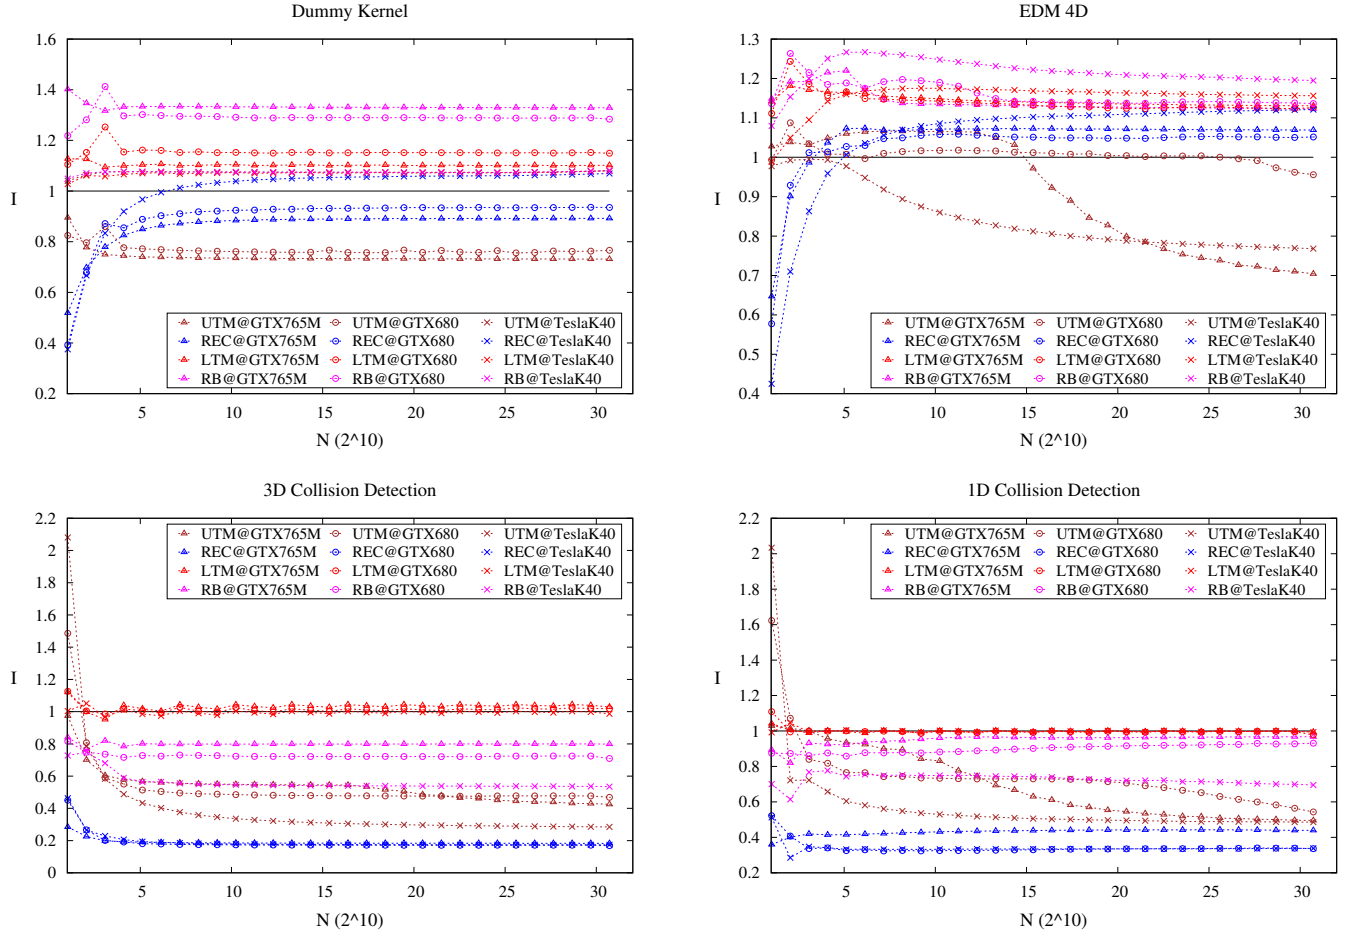 Dummy Kernel
1.6
1.4
1.2
1
0.8
0.6
0.4
0.2
I
UTM@GTX765M UTM@GTX680 UTM@TeslaK40
REC@GTX765M REC@GTX680 REC@TeslaK40
LTM@GTX765M LTM@GTX680 LTM@TeslaK40
RB@GTX765M RB@GTX680 RB@TeslaK40
5 10 15 20 25 30
N (2^10)
EDM 4D
1.3
1.2
1.1
1
0.9
0.8
0.7
0.6
0.5
0.4
I
UTM@GTX765M UTM@GTX680 UTM@TeslaK40
REC@GTX765M REC@GTX680 REC@TeslaK40
LTM@GTX765M LTM@GTX680 LTM@TeslaK40
RB@GTX765M RB@GTX680 RB@TeslaK40
5 10 15 20 25 30
N (2^10)
3D Collision Detection
2.2
2
1.8
1.6
1.4
1.2
1
0.8
0.6
0.4
0.2
0
I
UTM@GTX765M UTM@GTX680 UTM@TeslaK40
REC@GTX765M REC@GTX680 REC@TeslaK40
LTM@GTX765M LTM@GTX680 LTM@TeslaK40
RB@GTX765M RB@GTX680 RB@TeslaK40
5 10 15 20 25 30
N (2^10)
1D Collision Detection
2.2
2
1.8
1.6
1.4
1.2
1
0.8
0.6
0.4
0.2
I
UTM@GTX765M UTM@GTX680 UTM@TeslaK40
REC@GTX765M REC@GTX680 REC@TeslaK40
LTM@GTX765M LTM@GTX680 LTM@TeslaK40
RB@GTX765M RB@GTX680 RB@TeslaK40
5 10 15 20 25 30
N (2^10)